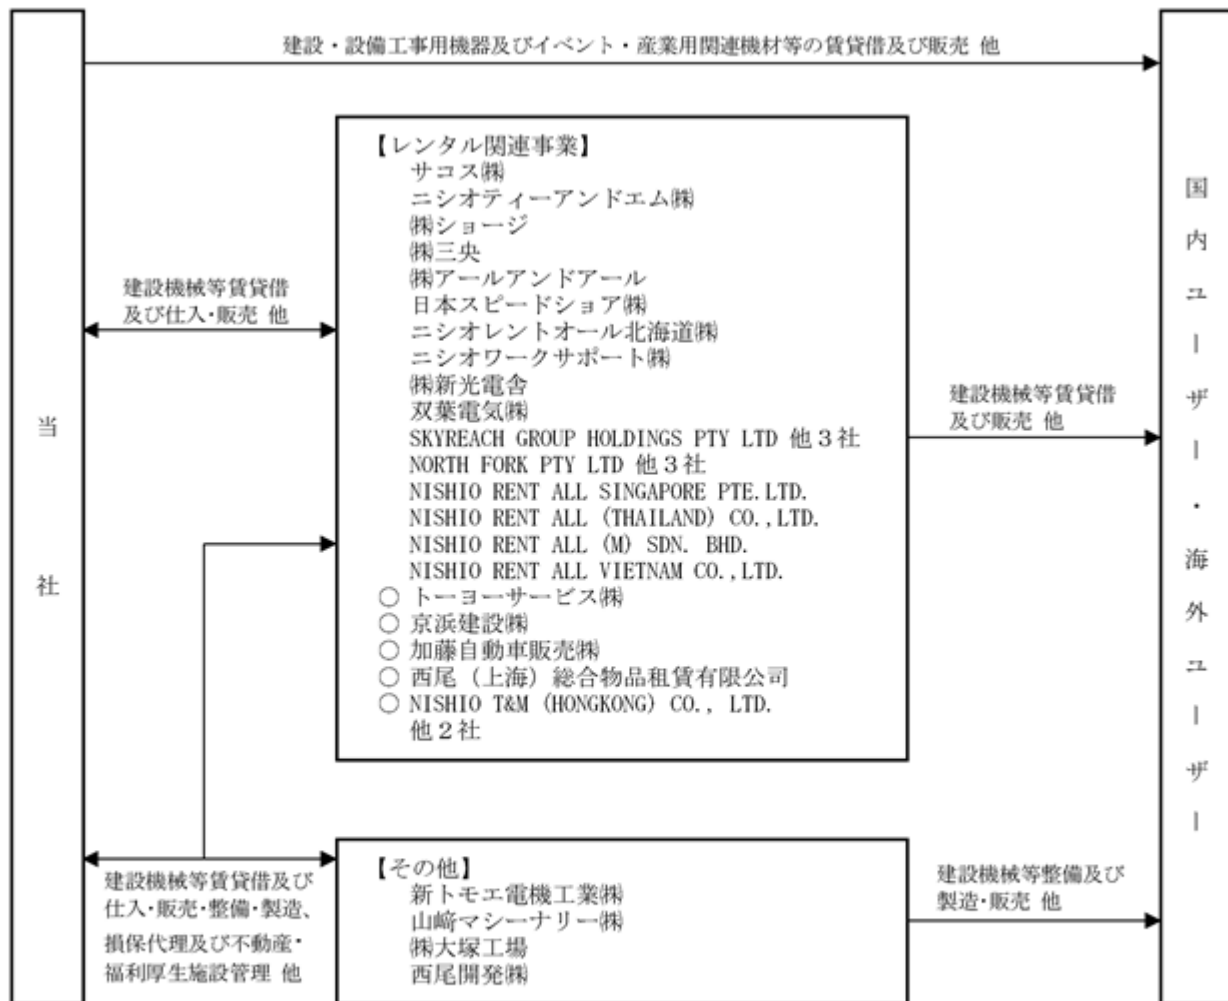 建設・設備工事用機器及びイベント・産業用関連機材等の賃貸借及び販売 他
当社
建設機械等賃貸借
及び仕入・販売 他
【レンタル関連事業】
サコス㈱
ニシオティーアンドエム㈱
㈱ショージ
㈱三央
㈱アールアンドアール
日本スピードショア㈱
ニシオレントオール北海道㈱
ニシオワークサポート㈱
㈱新光電舎
双葉電気㈱
SKYREACH GROUP HOLDINGS PTY LTD 他3社
NORTH FORK PTY LTD 他3社
NISHIO RENT ALL SINGAPORE PTE.LTD.
NISHIO RENT ALL (THAILAND) CO.,LTD.
NISHIO RENT ALL (M) SDN. BHD.
NISHIO RENT ALL VIETNAM CO.,LTD.
○ トーヨーサービス㈱
○ 京浜建設㈱
○ 加藤自動車販売㈱
○ 西尾（上海）総合物品租賃有限公司
○ NISHIO T&M (HONGKONG) CO., LTD.
他2社
建設機械等賃貸借
及び販売 他
国内ユーザー・海外ユーザー
建設機械等賃貸借及び
仕入・販売・整備・製造、
損保代理及び不動産・
福利厚生施設管理 他
【その他】
新トモエ電機工業㈱
山﨑マシーナリー㈱
㈱大塚工場
西尾開発㈱
建設機械等整備及び
製造・販売 他